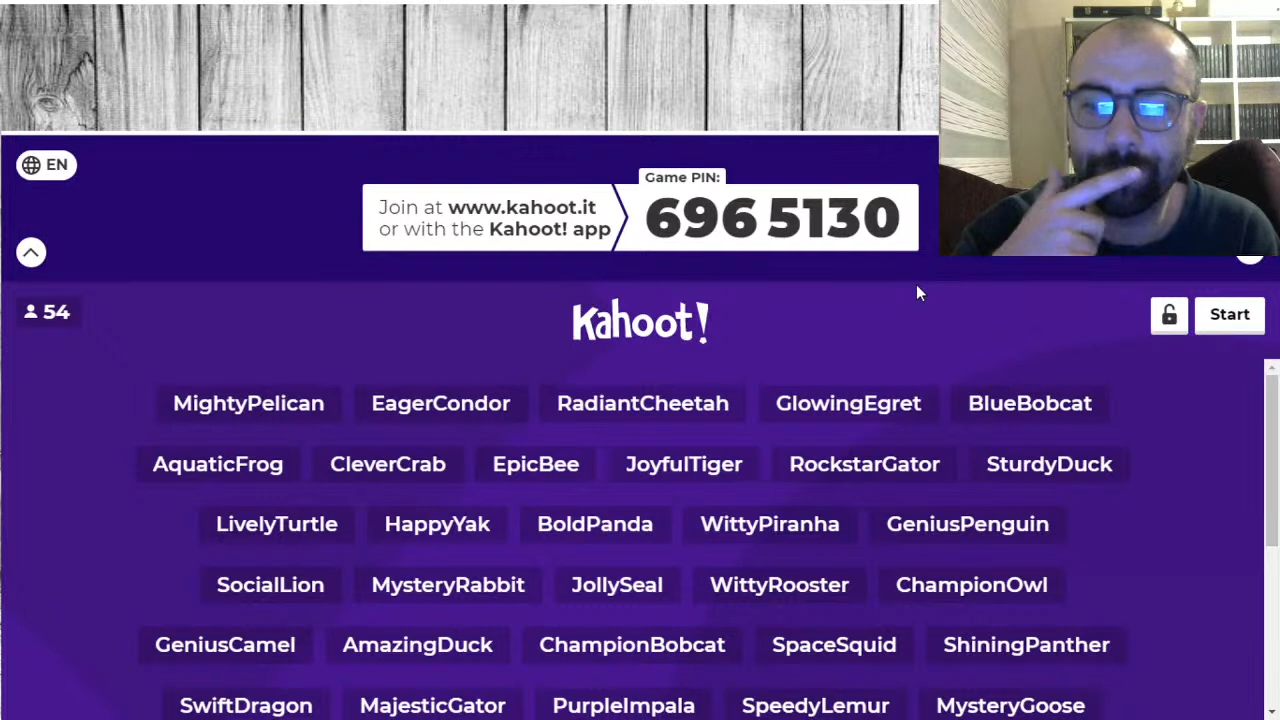 EN
Game PIN:
Join at www.kahoot.it
or with the Kahoot! app
696 5130
54
Kahoot!
Start
MightyPelican EagerCondor RadiantCheetah GlowingEgret BlueBobcat
AquaticFrog CleverCrab EpicBee JoyfulTiger RockstarGator SturdyDuck
LivelyTurtle HappyYak BoldPanda WittyPiranha GeniusPenguin
SocialLion MysteryRabbit JollySeal WittyRooster ChampionOwl
GeniusCamel AmazingDuck ChampionBobcat SpaceSquid ShiningPanther
SwiftDragon MajesticGator PurpleImpala SpeedyLemur MysteryGoose